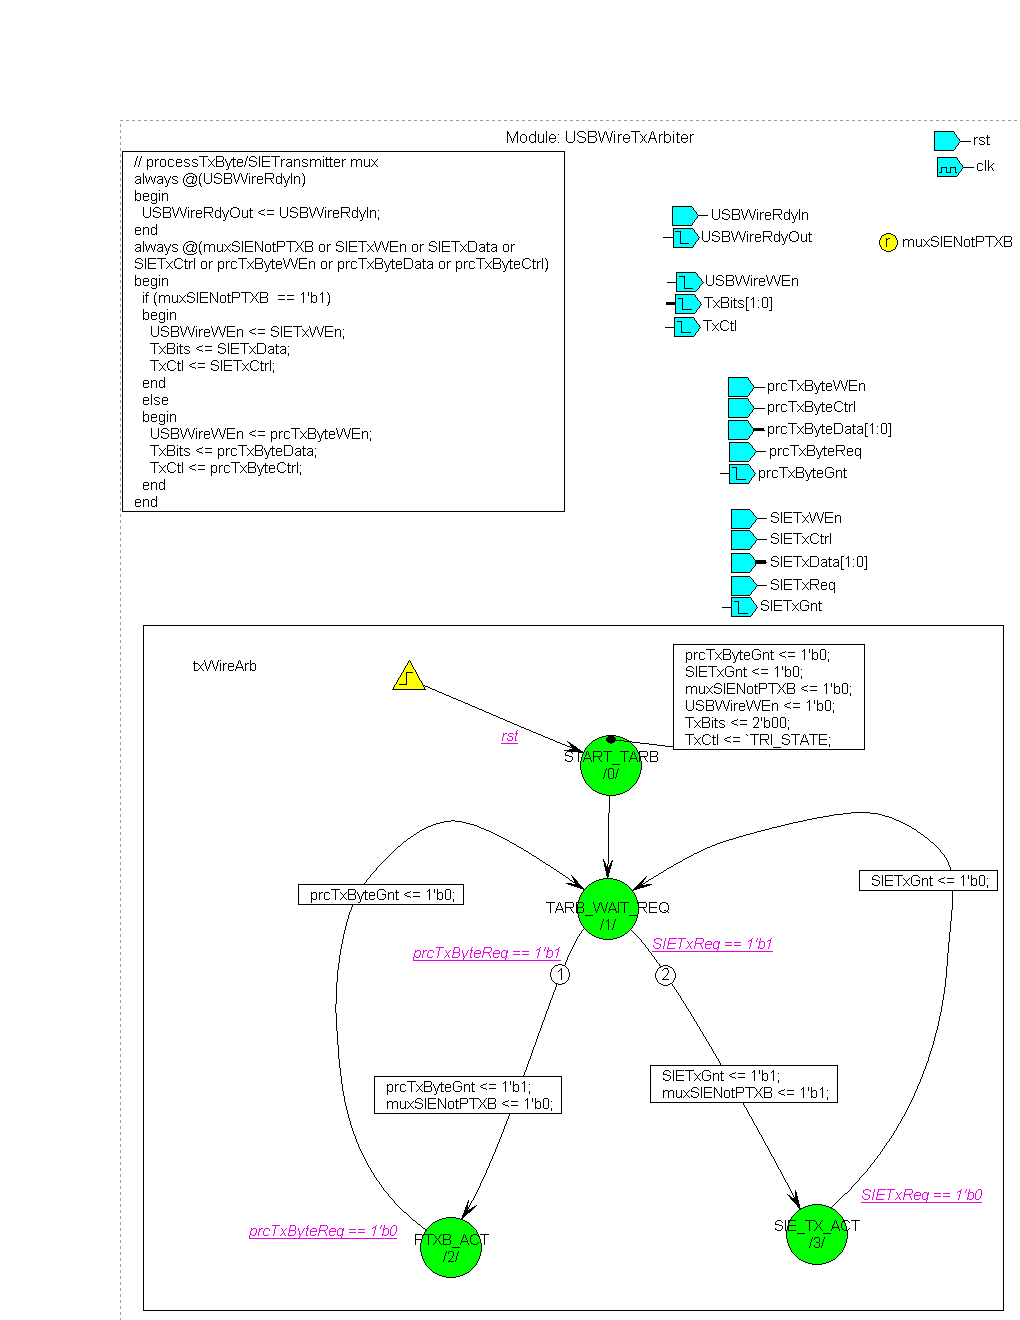 Module: USBWireTxArbiter
rst
clk
// processTxByte/SIETransmitter mux
always @(USBWireRdyIn)
begin
USBWireRdyOut <= USBWireRdyIn;
end
always @(muxSIENotPTXB or SIETxWEn or SIETxData or
SIETxCtrl or prcTxByteWEn or prcTxByteData or prcTxByteCtrl)
begin
if (muxSIENotPTXB == 1'b1)
begin
USBWireWEn <= SIETxWEn;
TxBits <= SIETxData;
TxCtl <= SIETxCtrl;
end
else
begin
USBWireWEn <= prcTxByteWEn;
TxBits <= prcTxByteData;
TxCtl <= prcTxByteCtrl;
end
end
USBWireRdyIn
USBWireRdyOut
r muxSIENotPTXB
USBWireWEn
TxBits[1:0]
TxCtl
prcTxByteWEn
prcTxByteCtrl
prcTxByteData[1:0]
prcTxByteReq
prcTxByteGnt
SIETxWEn
SIETxCtrl
SIETxData[1:0]
SIETxReq
SIETxGnt
txWireArb
prcTxByteGnt <= 1'b0;
SIETxGnt <= 1'b0;
muxSIENotPTXB <= 1'b0;
USBWireWEn <= 1'b0;
TxBits <= 2'b00;
TxCtl <= `TRI_STATE;
rst
START_TARB
/0/
prcTxByteGnt <= 1'b0;
SIETxGnt <= 1'b0;
TARB_WAIT_REQ
/1/
prcTxByteReq == 1'b1
SIETxReq == 1'b1
1
2
prcTxByteGnt <= 1'b1;
muxSIENotPTXB <= 1'b0;
SIETxGnt <= 1'b1;
muxSIENotPTXB <= 1'b1;
prcTxByteReq == 1'b0
SIETxReq == 1'b0
PTXB_ACT
/2/
SIE_TX_ACT
/3/